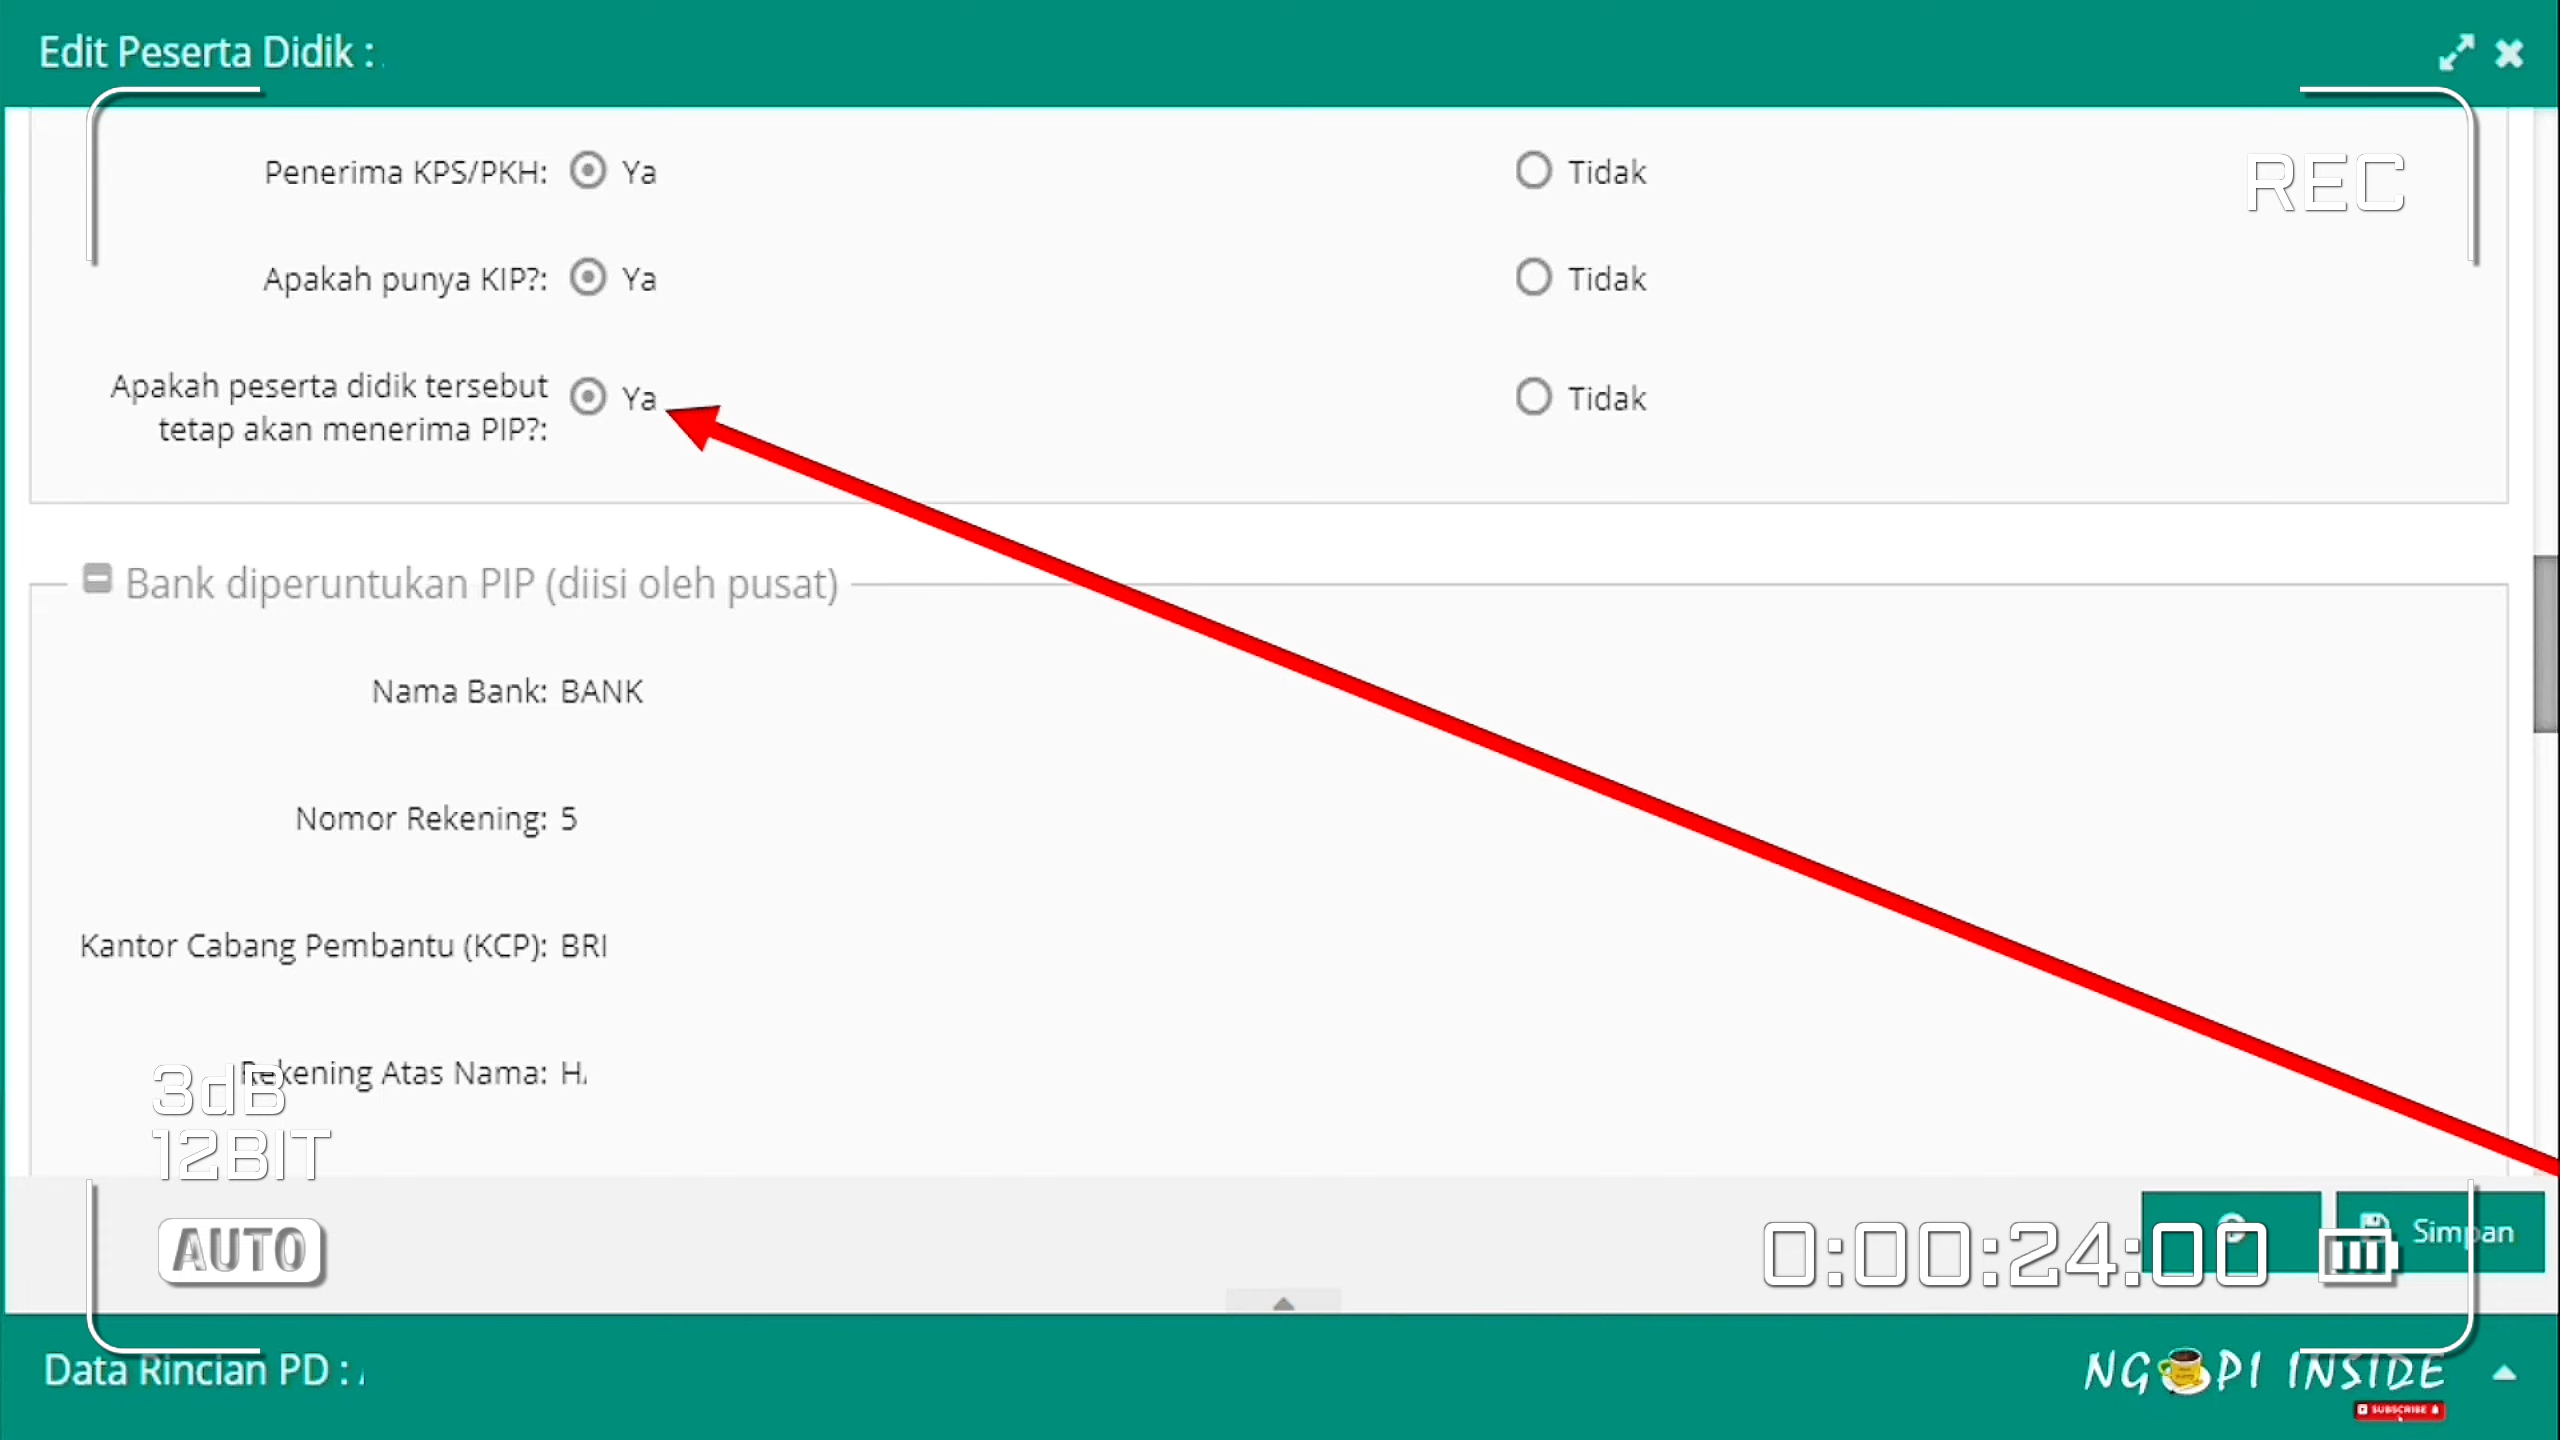 Edit Peserta Didik :
REC
Penerima KPS/PKH: Ya Tidak
Apakah punya KIP?: Ya Tidak
Apakah peserta didik tersebut
tetap akan menerima PIP?: Ya Tidak
Bank diperuntukan PIP (diisi oleh pusat)
Nama Bank: BANK
Nomor Rekening: 5
Kantor Cabang Pembantu (KCP): BRI
Rekening Atas Nama: H
3dB
12BIT
AUTO
0:00:24:00
Simpan
Data Rincian PD :
NGOPI INSIDE
SUBSCRIBE